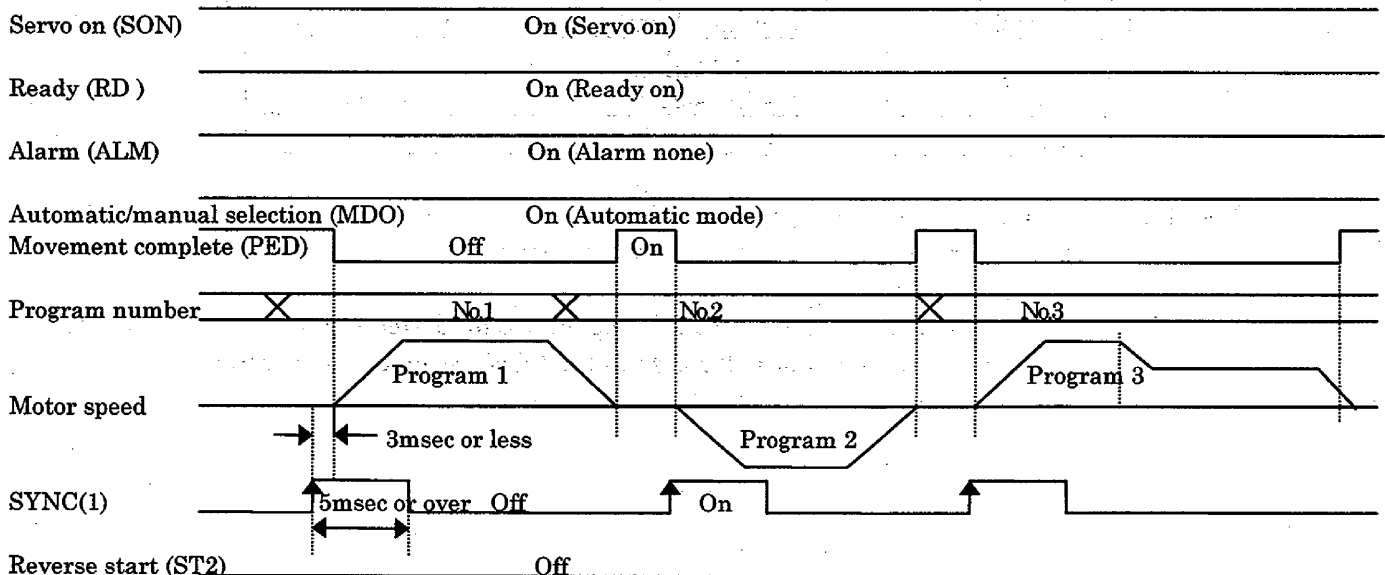 Servo on (SON) On (Servo on)
Ready (RD ) On (Ready on)
Alarm (ALM) On (Alarm none)
Automatic/manual selection (MDO) On (Automatic mode)
Movement complete (PED) Off On
Program number No.1 No.2 No.3
Program 1 Program 3
Motor speed
3msec or less Program 2
SYNC(1) 5msec or over Off On
Reverse start (ST2) Off